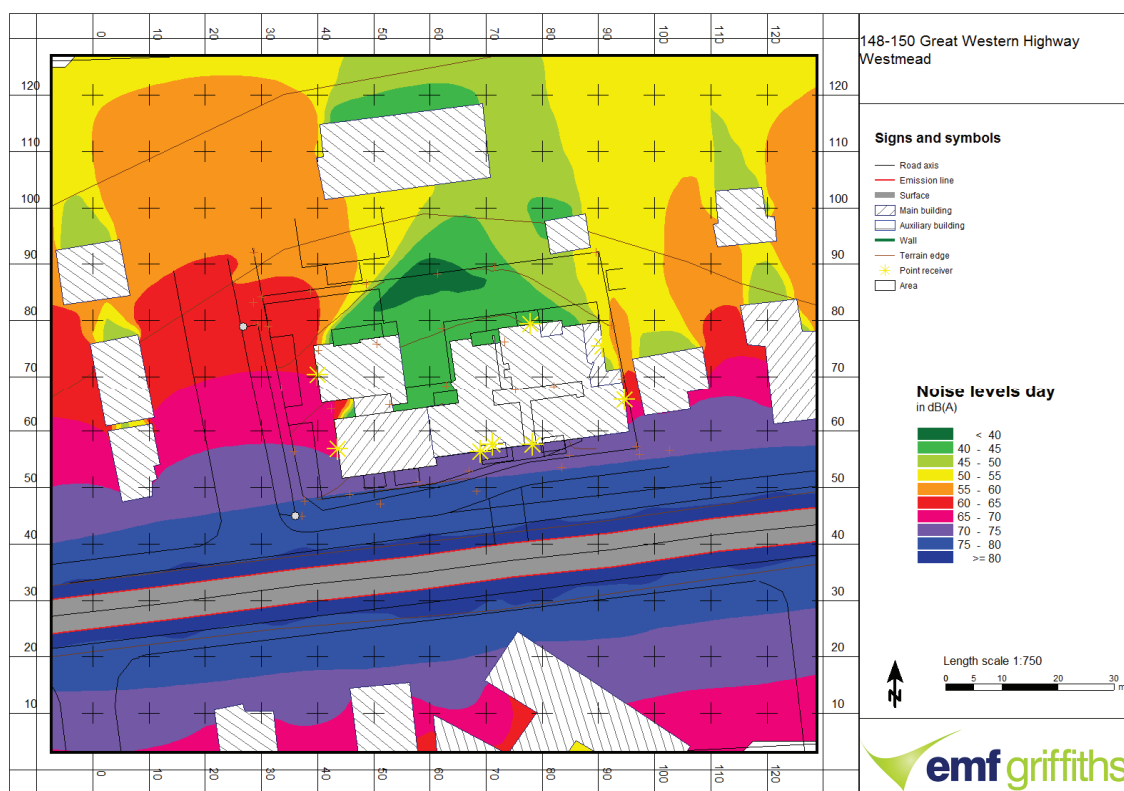 0 10 20 30 40 50 60 70 80 90 100 110 120
120
110
100
90
80
70
60
50
40
30
20
10
0 10 20 30 40 50 60 70 80 90 100 110 120
148-150 Great Western Highway
Westmead
Signs and symbols
Road axis
Emission line
Surface
Main building
Auxiliary building
Wall
Terrain edge
Point receiver
Area
Noise levels day
in dB(A)
< 40
40 - 45
45 - 50
50 - 55
55 - 60
60 - 65
65 - 70
70 - 75
75 - 80
>= 80
N
Length scale 1:750
0 5 10 20 30
m
emf griffiths